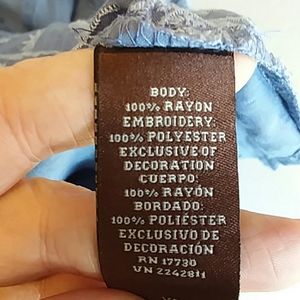 BODY:
100% RAYON
EMBROIDERY:
100% POLYESTER
EXCLUSIVE OF
DECORATION
CUERPO:
100% RAYÓN
BORDADO:
100% POLIÉSTER
EXCLUSIVO DE
DECORACIÓN
RN 17730
VN 2242811